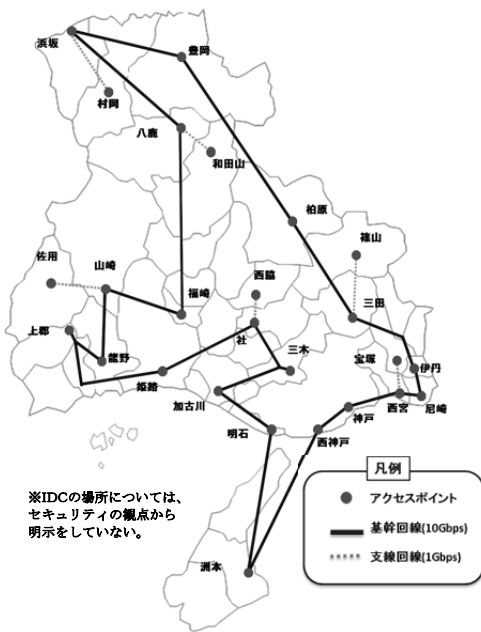 浜坂
豊岡
村岡
八鹿
和田山
柏原
篠山
佐用
山崎
福崎
西脇
三田
上郡
社
三木
宝塚
伊丹
龍野
姫路
加古川
西宮
尼崎
神戸
明石
西神戸
洲本
※IDCの場所については、
セキュリティの観点から
明示をしていない。
凡例
アクセスポイント
基幹回線(10Gbps)
支線回線(1Gbps)